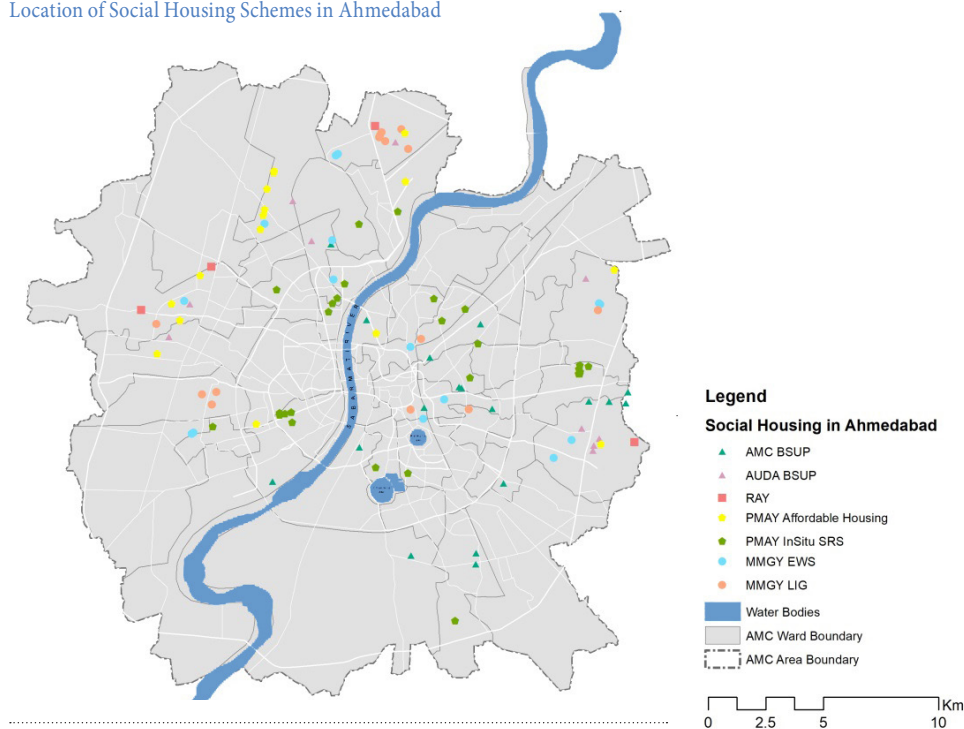 Location of Social Housing Schemes in Ahmedabad
SABARMATI RIVER
Legend
Social Housing in Ahmedabad
AMC BSUP
AUDA BSUP
RAY
PMAY Affordable Housing
PMAY InSitu SRS
MMGY EWS
MMGY LIG
Water Bodies
AMC Ward Boundary
AMC Area Boundary
Km
0 2.5 5 10